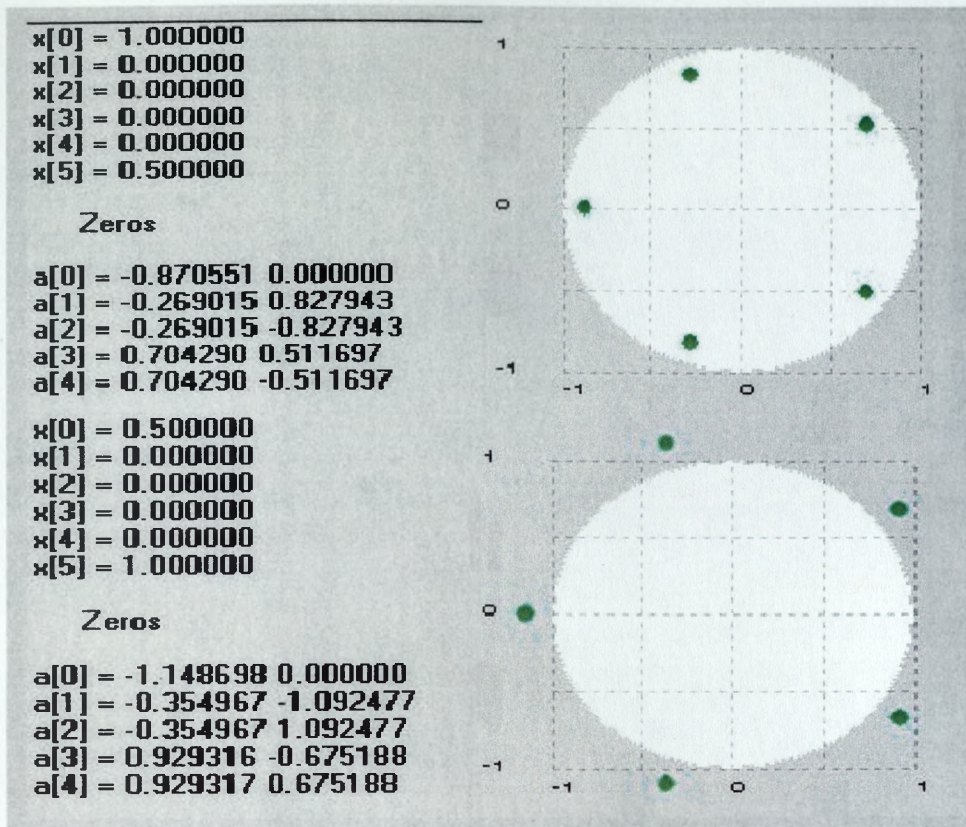 x[0] = 1.000000
x[1] = 0.000000
x[2] = 0.000000
x[3] = 0.000000
x[4] = 0.000000
x[5] = 0.500000
Zeros
a[0] = -0.870551 0.000000
a[1] = -0.269015 0.827943
a[2] = -0.269015 -0.827943
a[3] = 0.704290 0.511697
a[4] = 0.704290 -0.511697
1
0
-1
-1 0 1
x[0] = 0.500000
x[1] = 0.000000
x[2] = 0.000000
x[3] = 0.000000
x[4] = 0.000000
x[5] = 1.000000
Zeros
a[0] = -1.148698 0.000000
a[1] = -0.354967 -1.092477
a[2] = -0.354967 1.092477
a[3] = 0.929316 -0.675188
a[4] = 0.929317 0.675188
1
0
-1
-1 0 1